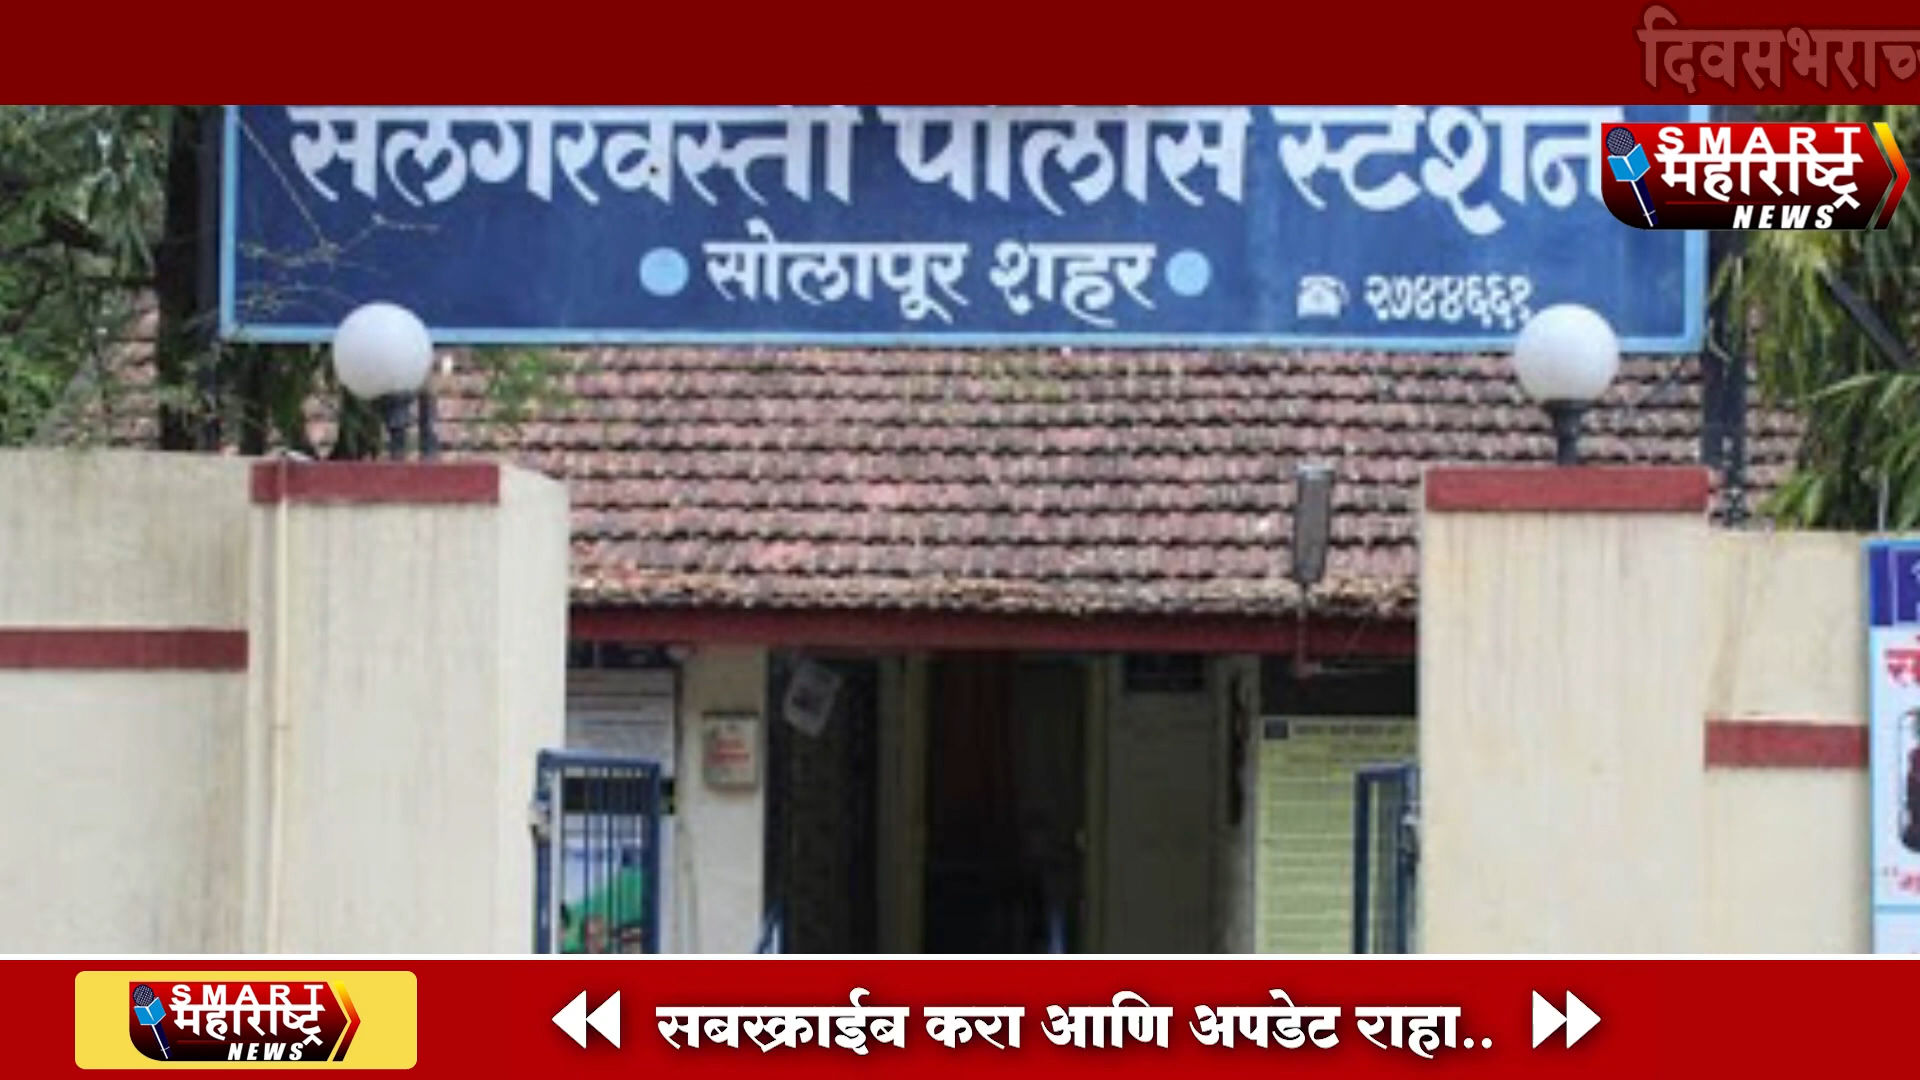 दिवसभराच्
सलगरवस्ती पोलीस स्टेशन
SMART
महाराष्ट्र
NEWS
सोलापूर शहर
२७४४६६१
SMART
महाराष्ट्र
NEWS
सबस्क्राईब करा आणि अपडेट राहा..